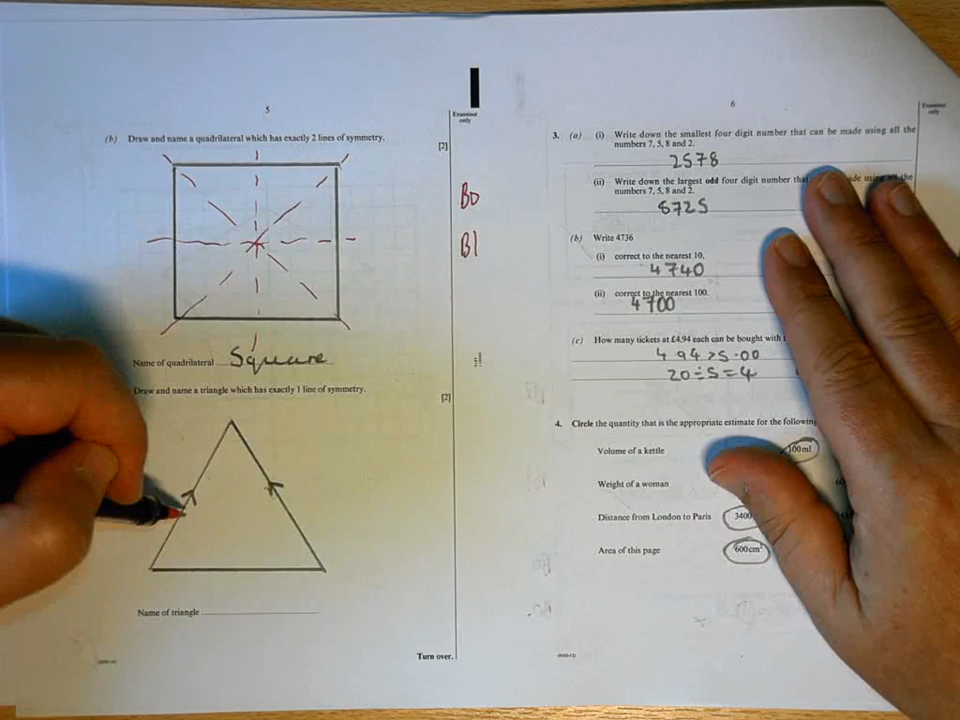 5
Examiner only
(b) Draw and name a quadrilateral which has exactly 2 lines of symmetry.
[2]
B0
B1
Name of quadrilateral Square
Draw and name a triangle which has exactly 1 line of symmetry.
[2]
Name of triangle
Turn over.
6
Examiner only
3. (a) (i) Write down the smallest four digit number that can be made using all the
numbers 7, 5, 8 and 2.
2578
(ii) Write down the largest odd four digit number that
numbers 7, 5, 8 and 2.
8725
(b) Write 4736
(i) correct to the nearest 10,
4740
(ii) correct to the nearest 100.
4700
(c) How many tickets at £4.94 each can be bought with
4.94 > 5.00
20 ÷ 5 = 4
4. Circle the quantity that is the appropriate estimate for the following
Volume of a kettle
100ml
Weight of a woman
Distance from London to Paris 3400
Area of this page 600cm²